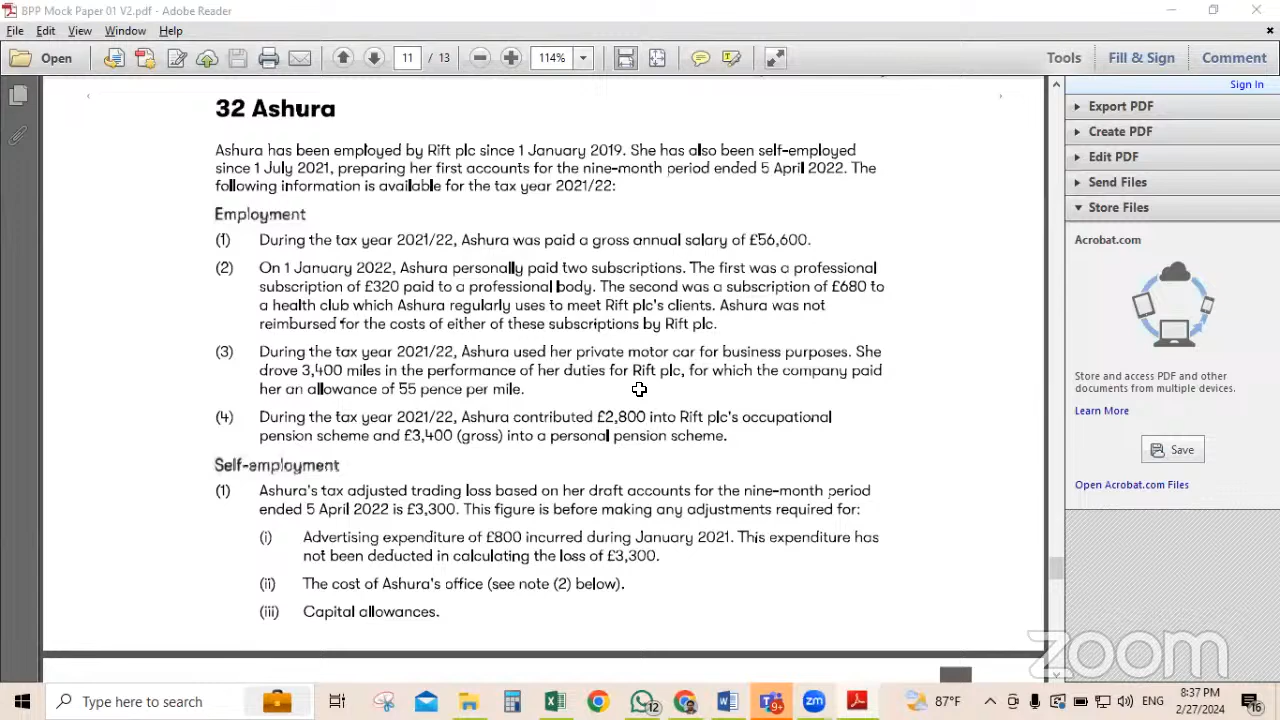 BPP Mock Paper 01 V2.pdf - Adobe Reader
File Edit View Window Help
Open 11 / 13 114% Tools Fill & Sign Comment
Sign In
Export PDF
Create PDF
Edit PDF
Send Files
Store Files
Acrobat.com
Store and access PDF and other
documents from multiple devices.
Learn More
Save
Open Acrobat.com Files
32 Ashura
Ashura has been employed by Rift plc since 1 January 2019. She has also been self-employed
since 1 July 2021, preparing her first accounts for the nine-month period ended 5 April 2022. The
following information is available for the tax year 2021/22:
Employment
(1) During the tax year 2021/22, Ashura was paid a gross annual salary of £56,600.
(2) On 1 January 2022, Ashura personally paid two subscriptions. The first was a professional
subscription of £320 paid to a professional body. The second was a subscription of £680 to
a health club which Ashura regularly uses to meet Rift plc's clients. Ashura was not
reimbursed for the costs of either of these subscriptions by Rift plc.
(3) During the tax year 2021/22, Ashura used her private motor car for business purposes. She
drove 3,400 miles in the performance of her duties for Rift plc, for which the company paid
her an allowance of 55 pence per mile.
(4) During the tax year 2021/22, Ashura contributed £2,800 into Rift plc's occupational
pension scheme and £3,400 (gross) into a personal pension scheme.
Self-employment
(1) Ashura's tax adjusted trading loss based on her draft accounts for the nine-month period
ended 5 April 2022 is £3,300. This figure is before making any adjustments required for:
(i) Advertising expenditure of £800 incurred during January 2021. This expenditure has
not been deducted in calculating the loss of £3,300.
(ii) The cost of Ashura's office (see note (2) below).
(iii) Capital allowances.
zoom
Type here to search
12
9+
zm
87°F
ENG
8:37 PM
2/27/2024
16